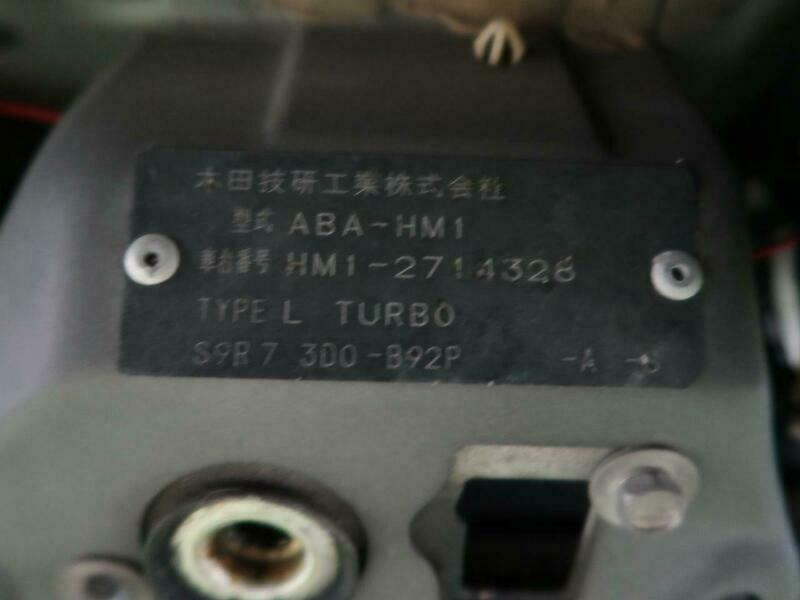 本田技研工業株式会社
型式 ABA-HM1
車台番号 HM1-2714328
TYPE L TURBO
S9R7 3D0-B92P -A